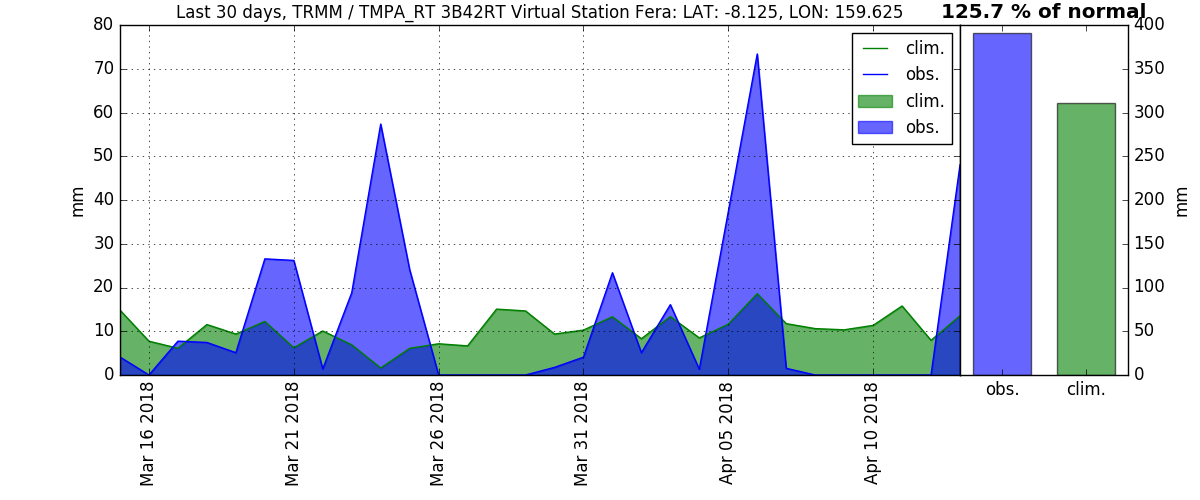 Last 30 days, TRMM / TMPA_RT 3B42RT Virtual Station Fera: LAT: -8.125, LON: 159.625
125.7 % of normal
mm
80
70
60
50
40
30
20
10
0
clim.
obs.
clim.
obs.
Mar 16 2018
Mar 21 2018
Mar 26 2018
Mar 31 2018
Apr 05 2018
Apr 10 2018
obs.
clim.
400
350
300
250
200
150
100
50
0
mm